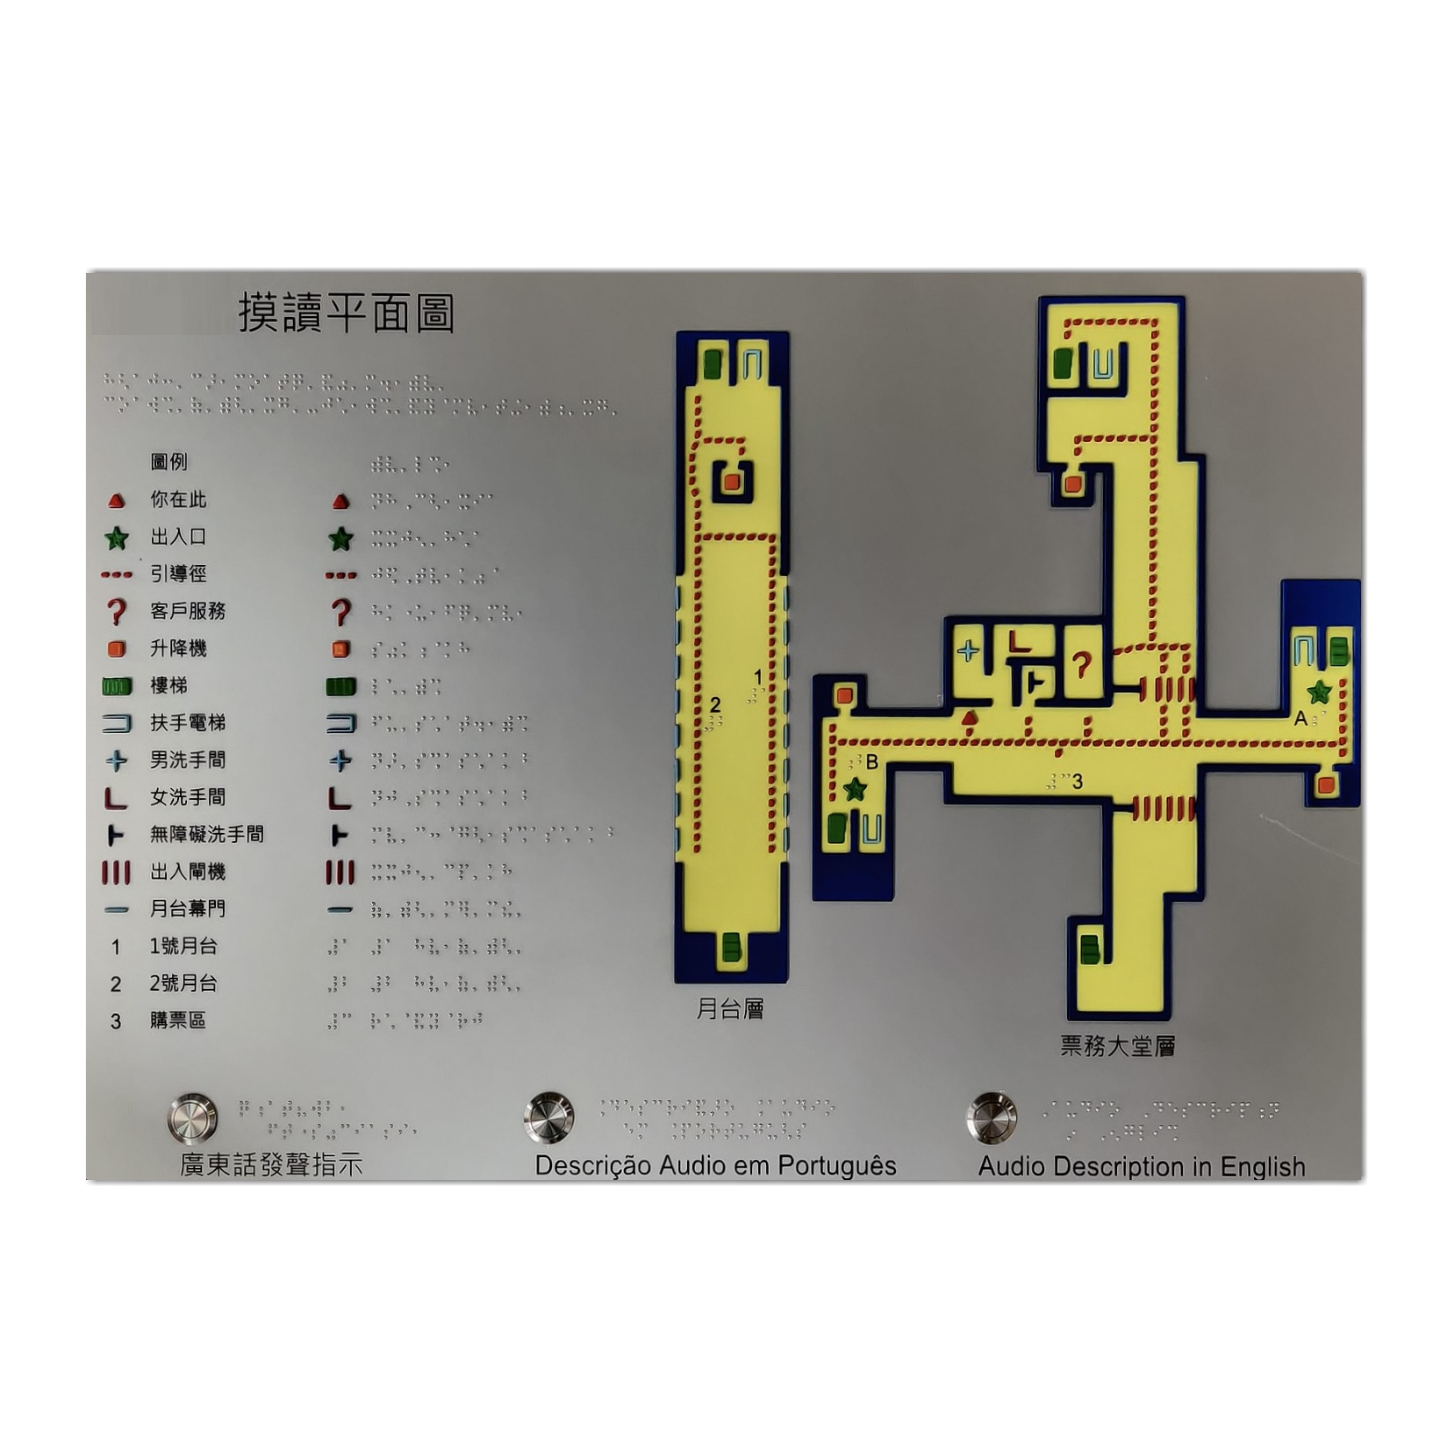 摸讀平面圖
圖例
你在此
出入口
引導徑
客戶服務
升降機
樓梯
扶手電梯
男洗手間
女洗手間
無障礙洗手間
出入閘機
月台幕門
1 1號月台
2 2號月台
3 購票區
1
2
月台層
A
B
3
票務大堂層
廣東話發聲指示
Descrição Audio em Português
Audio Description in English